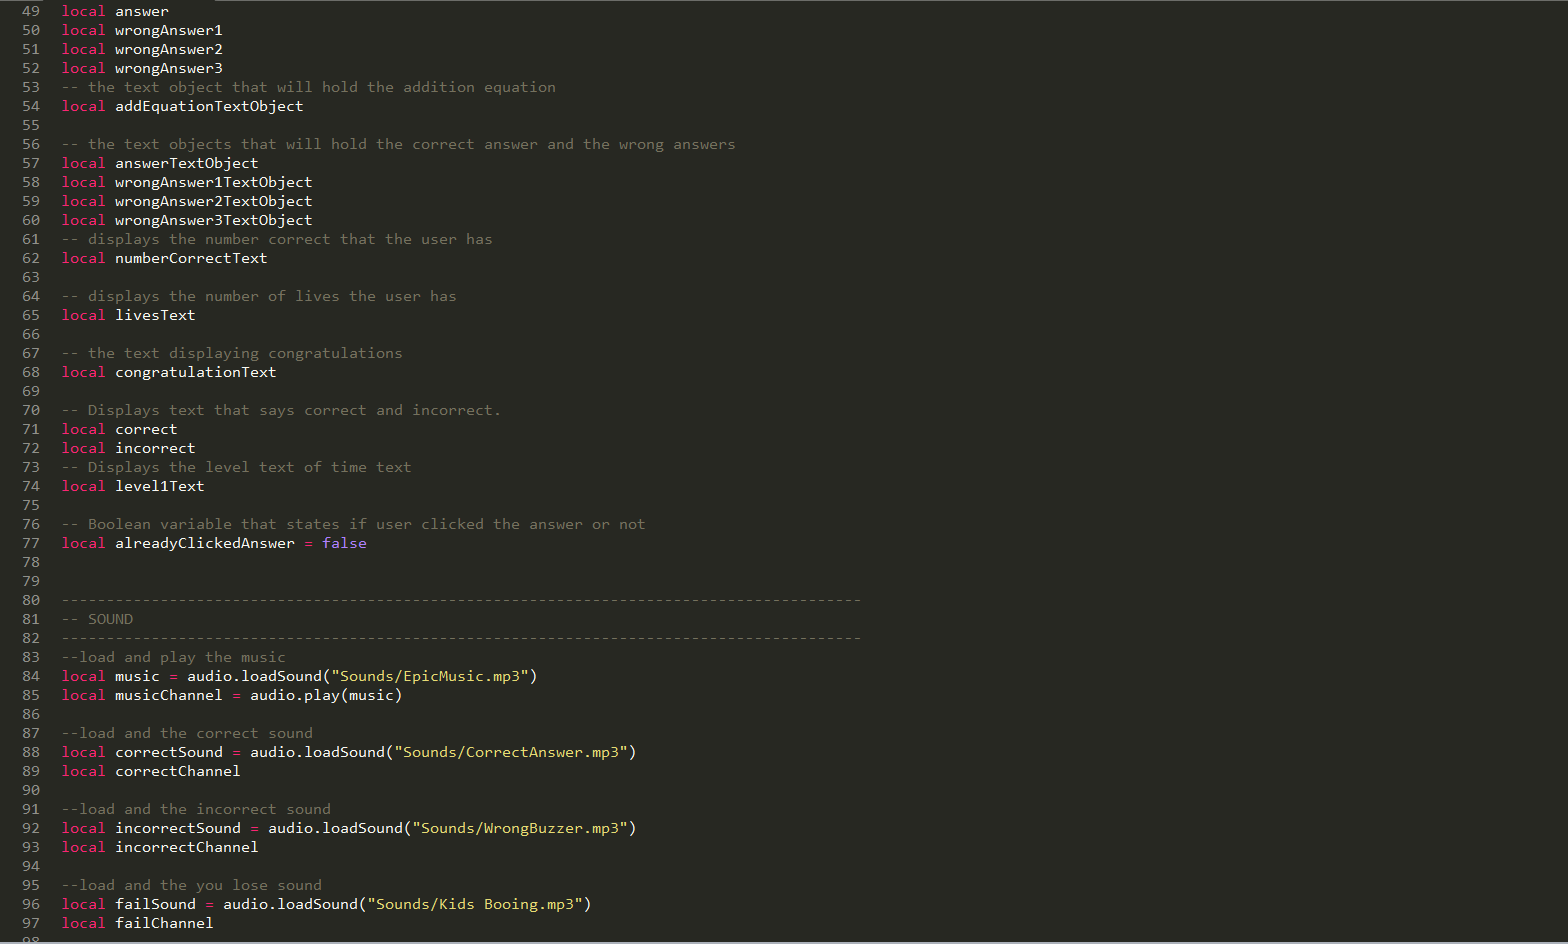 49 local answer
50 local wrongAnswer1
51 local wrongAnswer2
52 local wrongAnswer3
53 -- the text object that will hold the addition equation
54 local addEquationTextObject
55
56 -- the text objects that will hold the correct answer and the wrong answers
57 local answerTextObject
58 local wrongAnswer1TextObject
59 local wrongAnswer2TextObject
60 local wrongAnswer3TextObject
61 -- displays the number correct that the user has
62 local numberCorrectText
63
64 -- displays the number of lives the user has
65 local livesText
66
67 -- the text displaying congratulations
68 local congratulationText
69
70 -- Displays text that says correct and incorrect.
71 local correct
72 local incorrect
73 -- Displays the level text of time text
74 local level1Text
75
76 -- Boolean variable that states if user clicked the answer or not
77 local alreadyClickedAnswer = false
78
79
80 -----------------------------------------------------------------------------------------
81 -- SOUND
82 -----------------------------------------------------------------------------------------
83 --load and play the music
84 local music = audio.loadSound("Sounds/EpicMusic.mp3")
85 local musicChannel = audio.play(music)
86
87 --load and the correct sound
88 local correctSound = audio.loadSound("Sounds/CorrectAnswer.mp3")
89 local correctChannel
90
91 --load and the incorrect sound
92 local incorrectSound = audio.loadSound("Sounds/WrongBuzzer.mp3")
93 local incorrectChannel
94
95 --load and the you lose sound
96 local failSound = audio.loadSound("Sounds/Kids Booing.mp3")
97 local failChannel
98